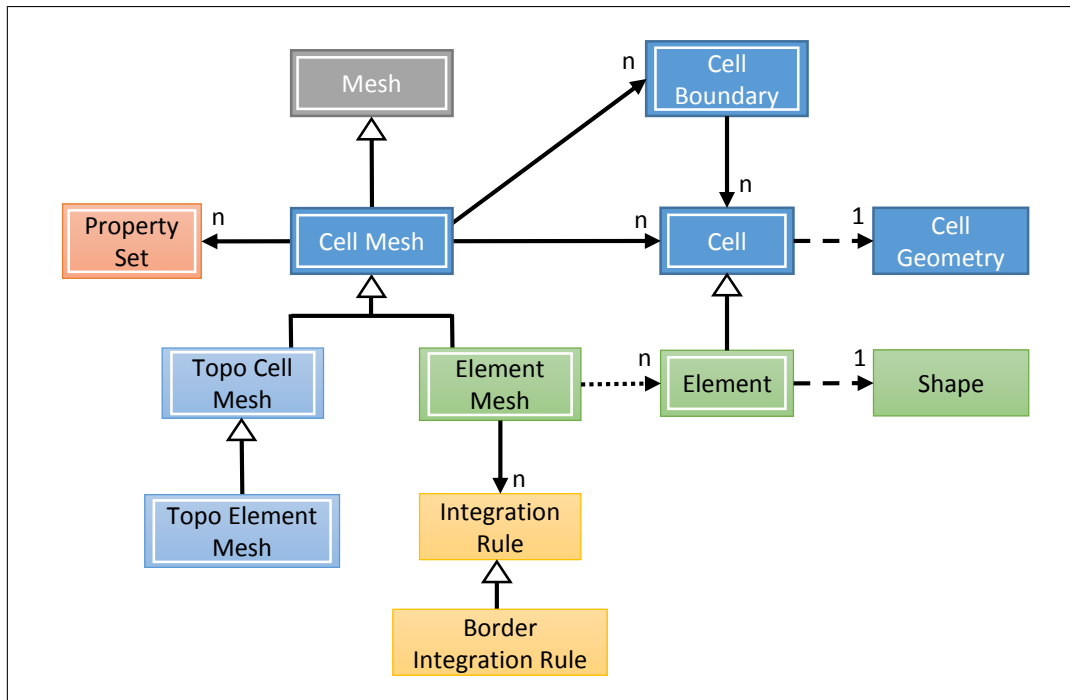 Mesh
n
Cell
Boundary
n
Property
Set
n
Cell Mesh
n
Cell
1
Cell
Geometry
Topo Cell
Mesh
Element
Mesh
n
Element
1
Shape
n
Topo Element
Mesh
Integration
Rule
Border
Integration Rule